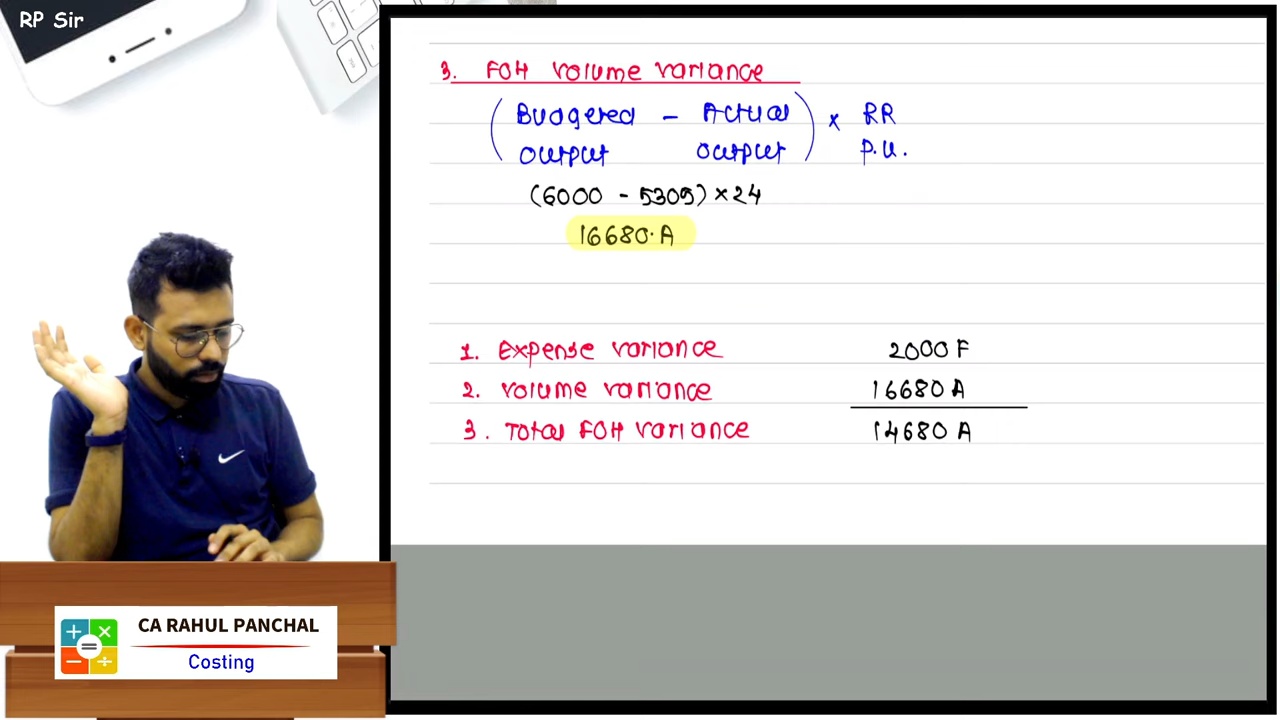 RP Sir
3. FOH Volume Variance
(Budgered - Actual) × RR
output output P.U.
(6000 - 5305) × 24
16680. A
1. Expense variance 2000 F
2. Volume variance 16680 A
3. Total FOH variance 14680 A
CA RAHUL PANCHAL
Costing